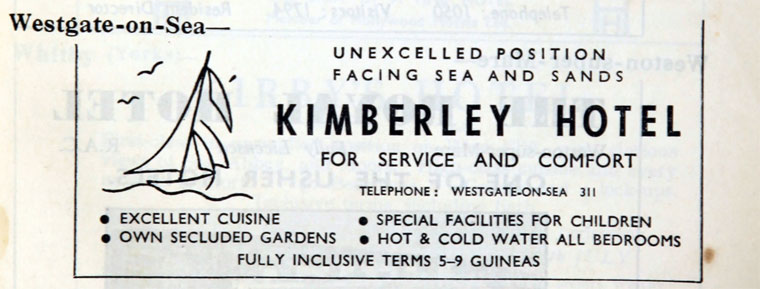 Westgate-on-Sea—
UNEXCELLED POSITION
FACING SEA AND SANDS
KIMBERLEY HOTEL
FOR SERVICE AND COMFORT
TELEPHONE: WESTGATE-ON-SEA 311
● EXCELLENT CUISINE ● SPECIAL FACILITIES FOR CHILDREN
● OWN SECLUDED GARDENS ● HOT & COLD WATER ALL BEDROOMS
FULLY INCLUSIVE TERMS 5–9 GUINEAS